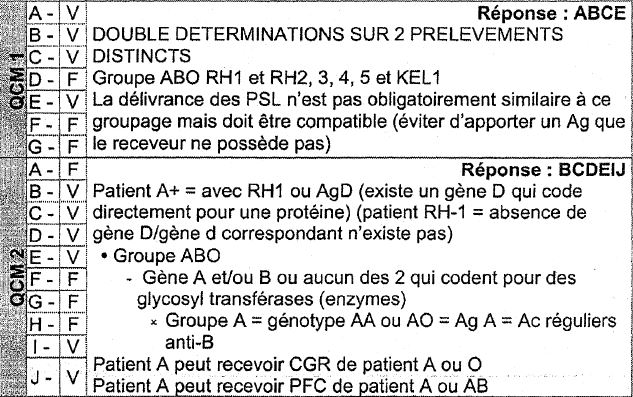 QCM 1
A - V Réponse : ABCE
B - V DOUBLE DETERMINATIONS SUR 2 PRELEVEMENTS
C - V DISTINCTS
D - F Groupe ABO RH1 et RH2, 3, 4, 5 et KEL1
E - V La délivrance des PSL n'est pas obligatoirement similaire à ce
F - F groupage mais doit être compatible (éviter d'apporter un Ag que
G - F le receveur ne possède pas)
QCM 2
A - F Réponse : BCDEIJ
B - V Patient A+ = avec RH1 ou AgD (existe un gène D qui code
C - V directement pour une protéine) (patient RH-1 = absence de
D - V gène D/gène d correspondant n'existe pas)
E - V • Groupe ABO
F - F - Gène A et/ou B ou aucun des 2 qui codent pour des
G - F glycosyl transférases (enzymes)
H - F × Groupe A = génotype AA ou AO = Ag A = Ac réguliers
I - V anti-B
J - V Patient A peut recevoir CGR de patient A ou O
Patient A peut recevoir PFC de patient A ou AB